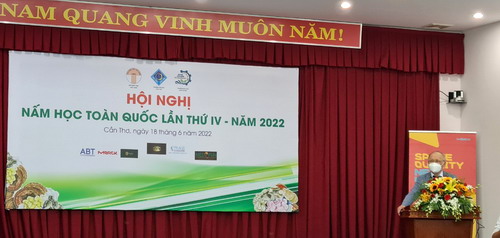 NAM QUANG VINH MUÔN NĂM!
HỘI NGHỊ
NẤM HỌC TOÀN QUỐC LẦN THỨ IV - NĂM 2022
Cần Thơ, ngày 18 tháng 6 năm 2022
ABT